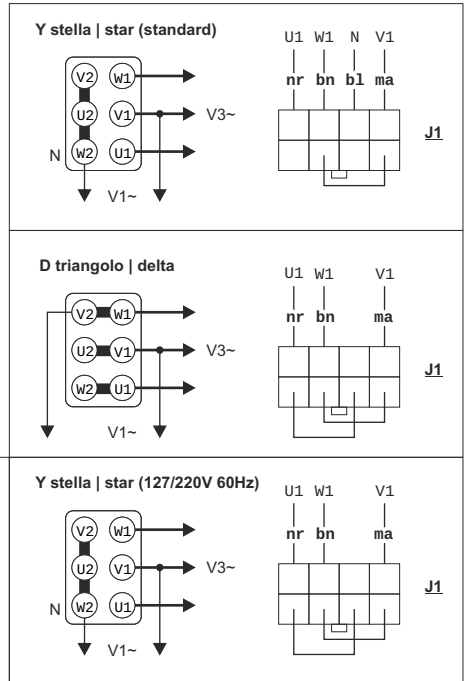 Y stella | star (standard)
U1 W1 N V1
V2 W1
nr bn bl ma
U2 V1 V3~
J1
N W2 U1
V1~
D triangolo | delta
U1 W1 V1
V2 W1
nr bn ma
U2 V1 V3~
J1
W2 U1
V1~
Y stella | star (127/220V 60Hz)
U1 W1 V1
V2 W1
nr bn ma
U2 V1 V3~
J1
N W2 U1
V1~